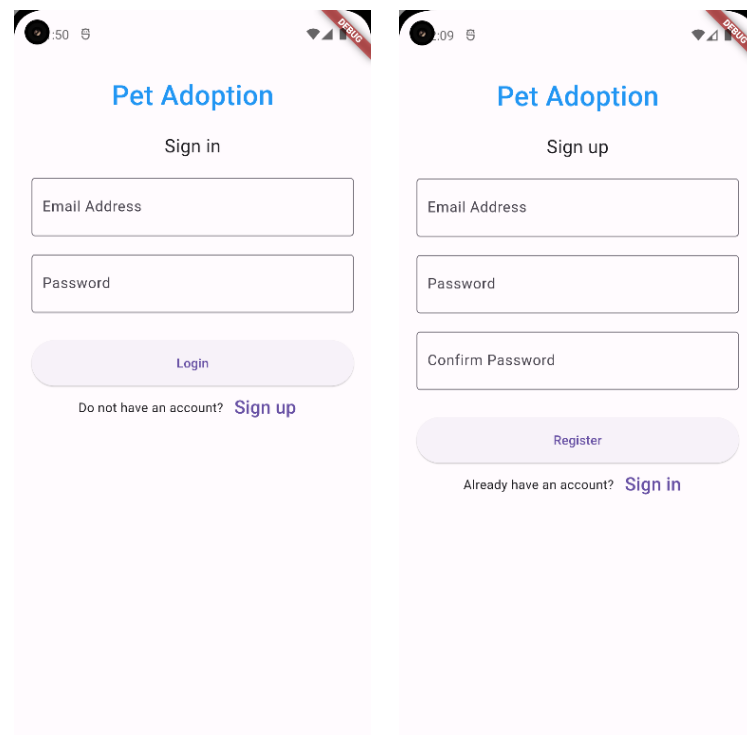 :50
DEBUG
Pet Adoption
Sign in
Email Address
Password
Login
Do not have an account? Sign up
:09
DEBUG
Pet Adoption
Sign up
Email Address
Password
Confirm Password
Register
Already have an account? Sign in